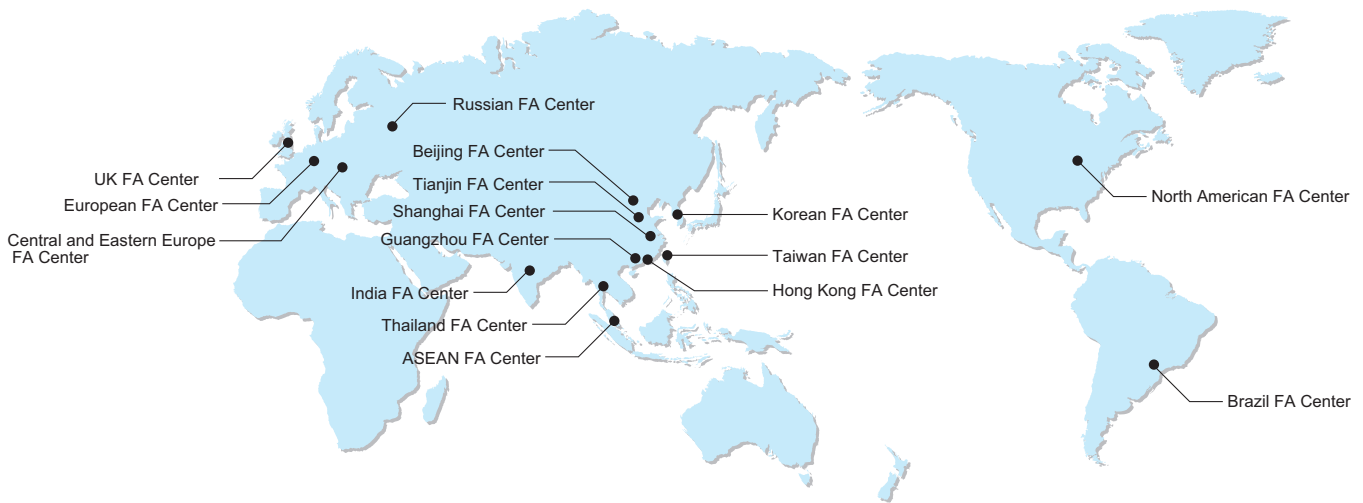 Russian FA Center
Beijing FA Center
UK FA Center
Tianjin FA Center
North American FA Center
European FA Center
Shanghai FA Center
Korean FA Center
Central and Eastern Europe
FA Center
Guangzhou FA Center
Taiwan FA Center
India FA Center
Hong Kong FA Center
Thailand FA Center
ASEAN FA Center
Brazil FA Center